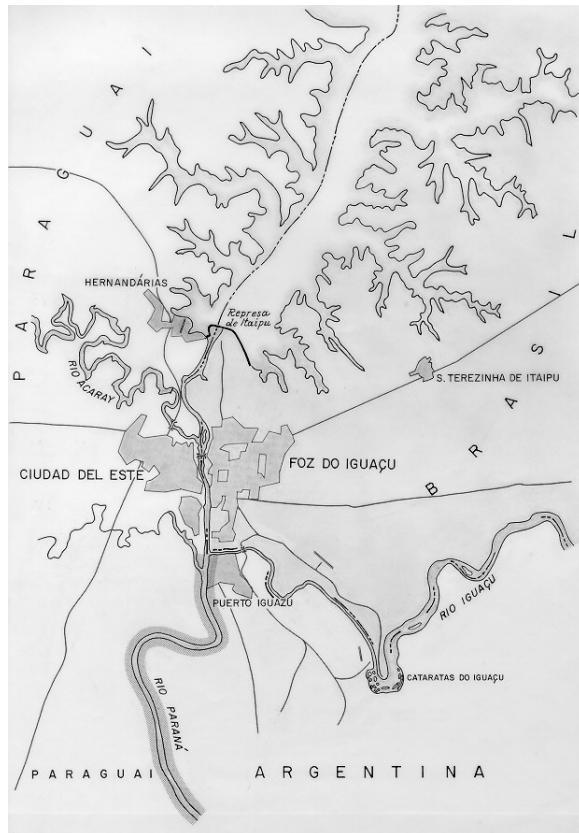 PARAGUAI
HERNANDÁRIAS
Represa
de Itaipu
RIO ACARAY
S. TEREZINHA DE ITAIPU
BRASIL
CIUDAD DEL ESTE
FOZ DO IGUAÇU
PUERTO IGUAZÚ
RIO IGUAÇU
CATARATAS DO IGUAÇU
RIO PARANÁ
PARAGUAI
ARGENTINA